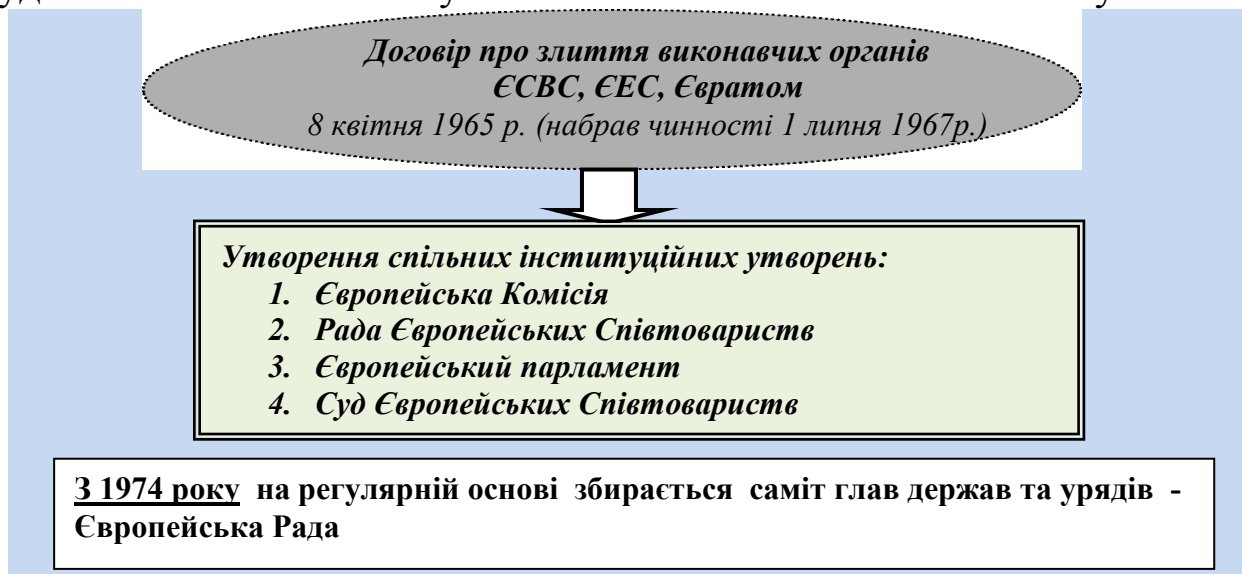 Договір про злиття виконавчих органів
ЄСВС, ЄЕС, Євратом
8 квітня 1965 р. (набрав чинності 1 липня 1967р.)
Утворення спільних інституційних утворень:
1. Європейська Комісія
2. Рада Європейських Співтовариств
3. Європейський парламент
4. Суд Європейських Співтовариств
З 1974 року на регулярній основі збирається саміт глав держав та урядів -
Європейська Рада